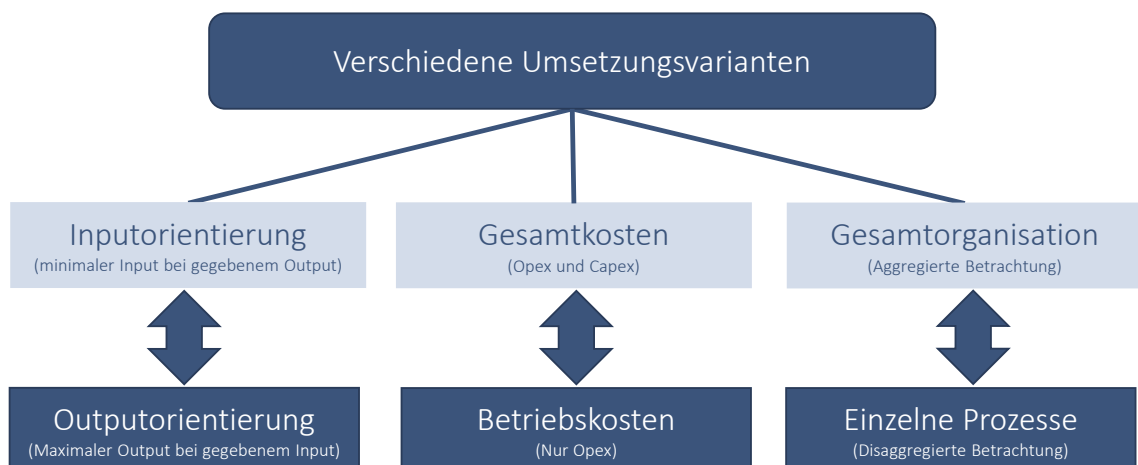 Verschiedene Umsetzungsvarianten
Inputorientierung
(minimaler Input bei gegebenem Output)
Gesamtkosten
(Opex und Capex)
Gesamtorganisation
(Aggregierte Betrachtung)
Outputorientierung
(Maximaler Output bei gegebenem Input)
Betriebskosten
(Nur Opex)
Einzelne Prozesse
(Disaggregierte Betrachtung)